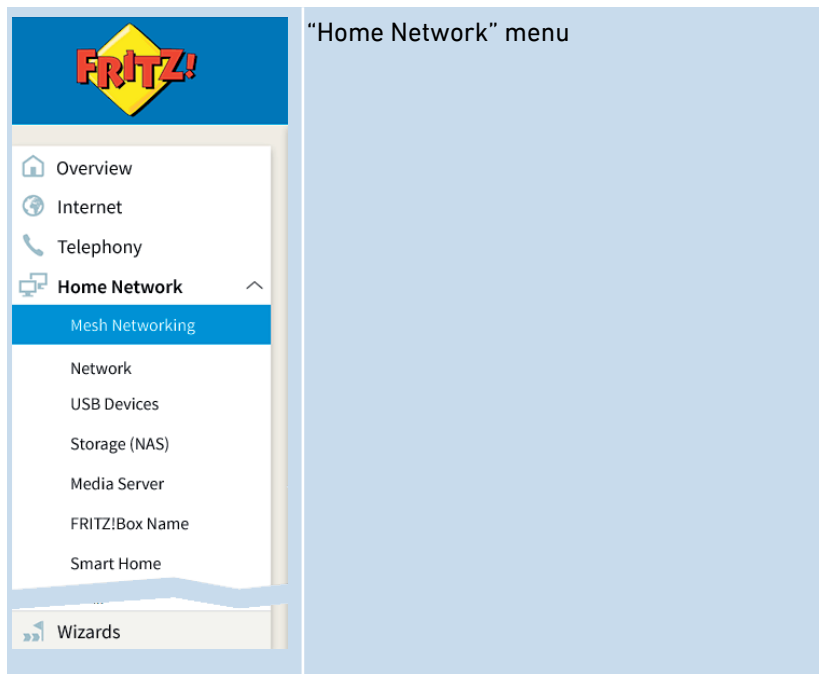 FRITZ!
“Home Network” menu
Overview
Internet
Telephony
Home Network
Mesh Networking
Network
USB Devices
Storage (NAS)
Media Server
FRITZ!Box Name
Smart Home
Wizards